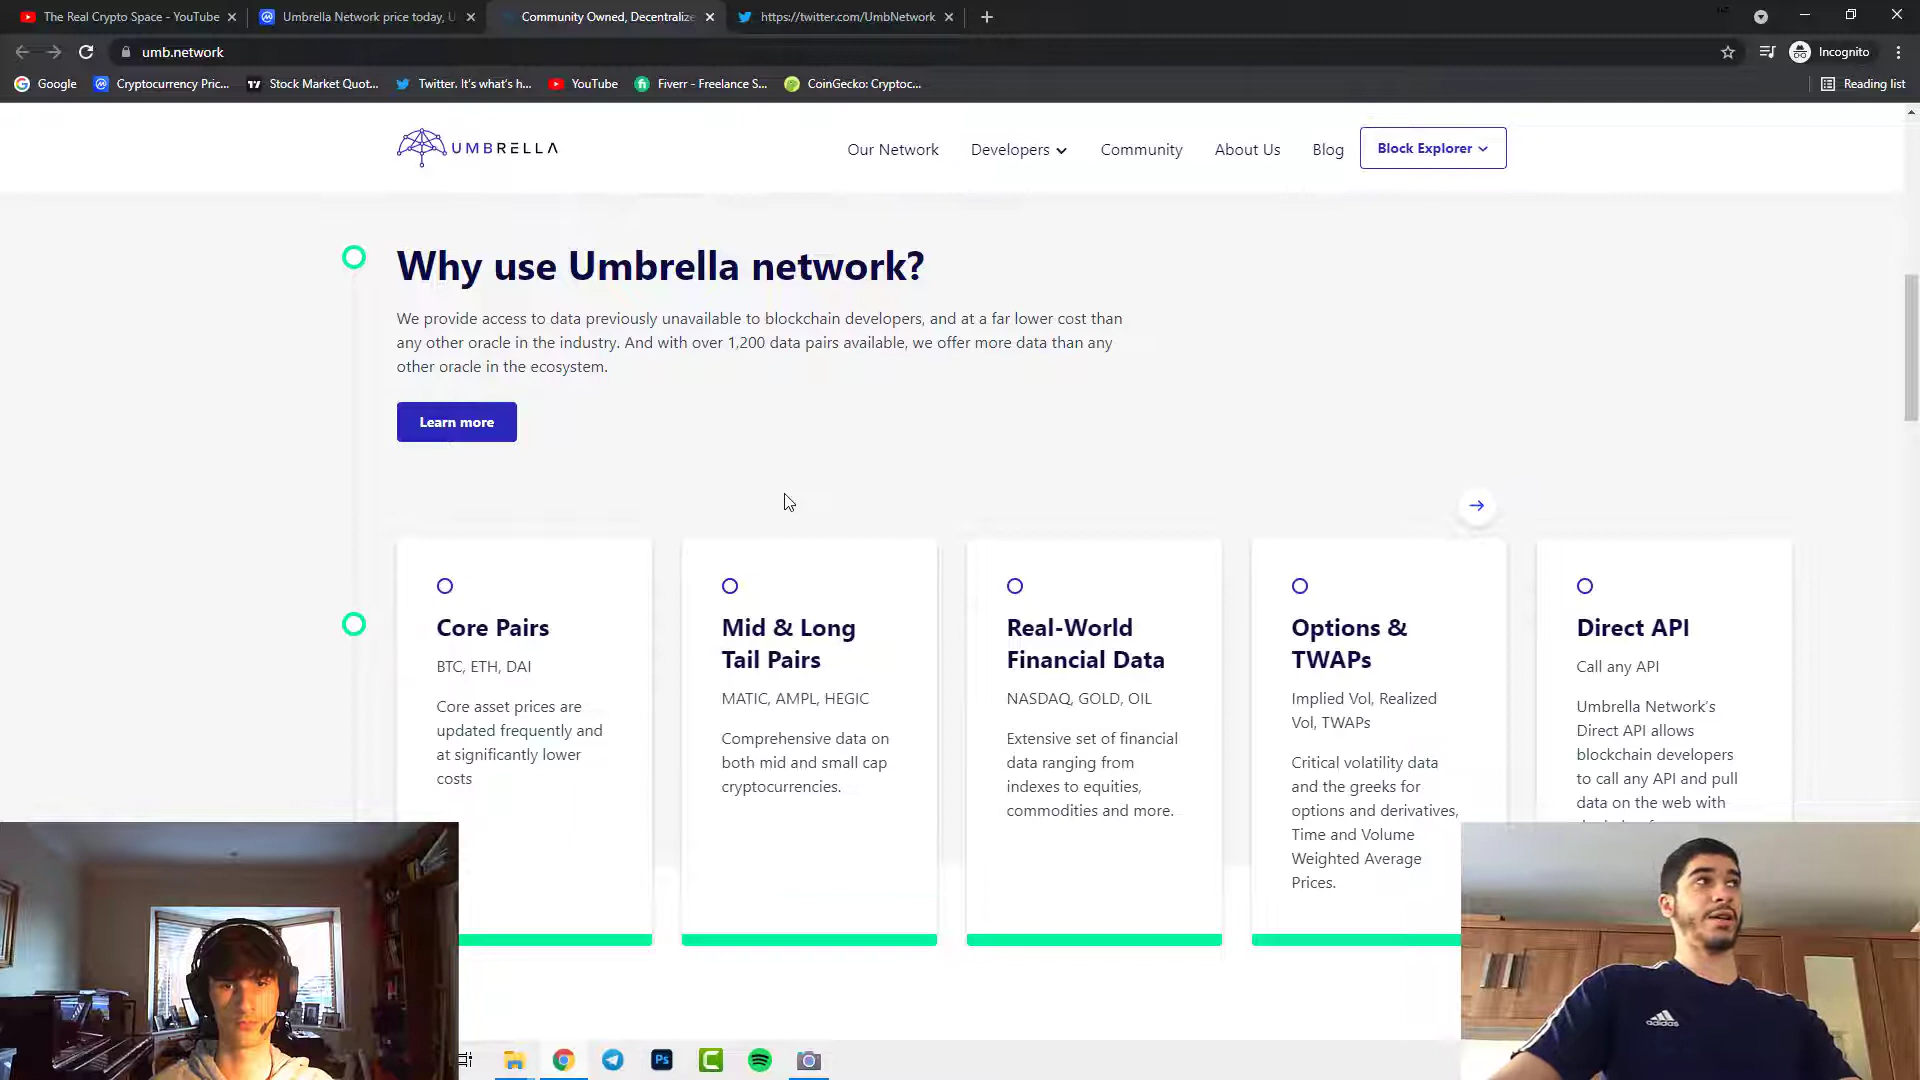 The Real Crypto Space - YouTube
Umbrella Network price today, U
Community Owned, Decentralize
https://twitter.com/UmbNetwork
umb.network
Incognito
Google
Cryptocurrency Pric...
Stock Market Quot...
Twitter. It's what's h...
YouTube
Fiverr - Freelance S...
CoinGecko: Cryptoc...
Reading list
UMBRELLA
Our Network
Developers
Community
About Us
Blog
Block Explorer
Why use Umbrella network?
We provide access to data previously unavailable to blockchain developers, and at a far lower cost than
any other oracle in the industry. And with over 1,200 data pairs available, we offer more data than any
other oracle in the ecosystem.
Learn more
Core Pairs
BTC, ETH, DAI
Core asset prices are
updated frequently and
at significantly lower
costs
Mid & Long
Tail Pairs
MATIC, AMPL, HEGIC
Comprehensive data on
both mid and small cap
cryptocurrencies.
Real-World
Financial Data
NASDAQ, GOLD, OIL
Extensive set of financial
data ranging from
indexes to equities,
commodities and more.
Options &
TWAPs
Implied Vol, Realized
Vol, TWAPs
Critical volatility data
and the greeks for
options and derivatives,
Time and Volume
Weighted Average
Prices.
Direct API
Call any API
Umbrella Network's
Direct API allows
blockchain developers
to call any API and pull
data on the web with
adidas
Ps